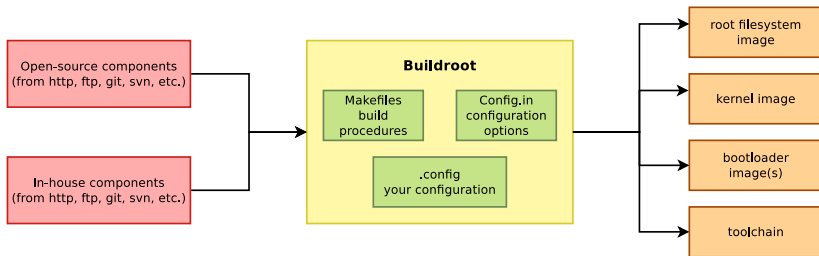 Open-source components
(from http, ftp, git, svn, etc.)
In-house components
(from http, ftp, git, svn, etc.)
Buildroot
Makefiles
build
procedures
Config.in
configuration
options
.config
your configuration
root filesystem
image
kernel image
bootloader
image(s)
toolchain